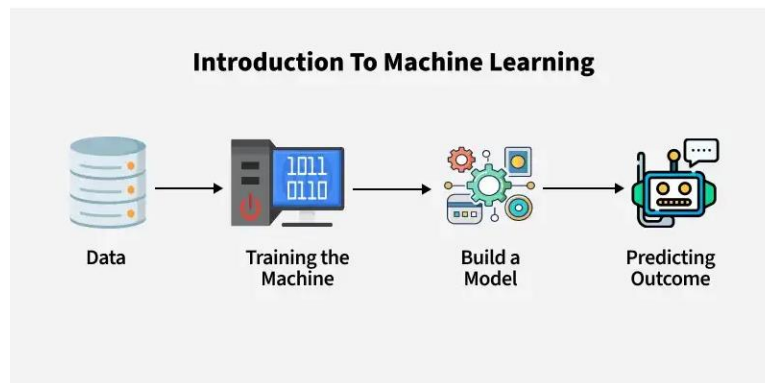 Introduction To Machine Learning
1011
0110
Data
Training the
Machine
Build a
Model
Predicting
Outcome